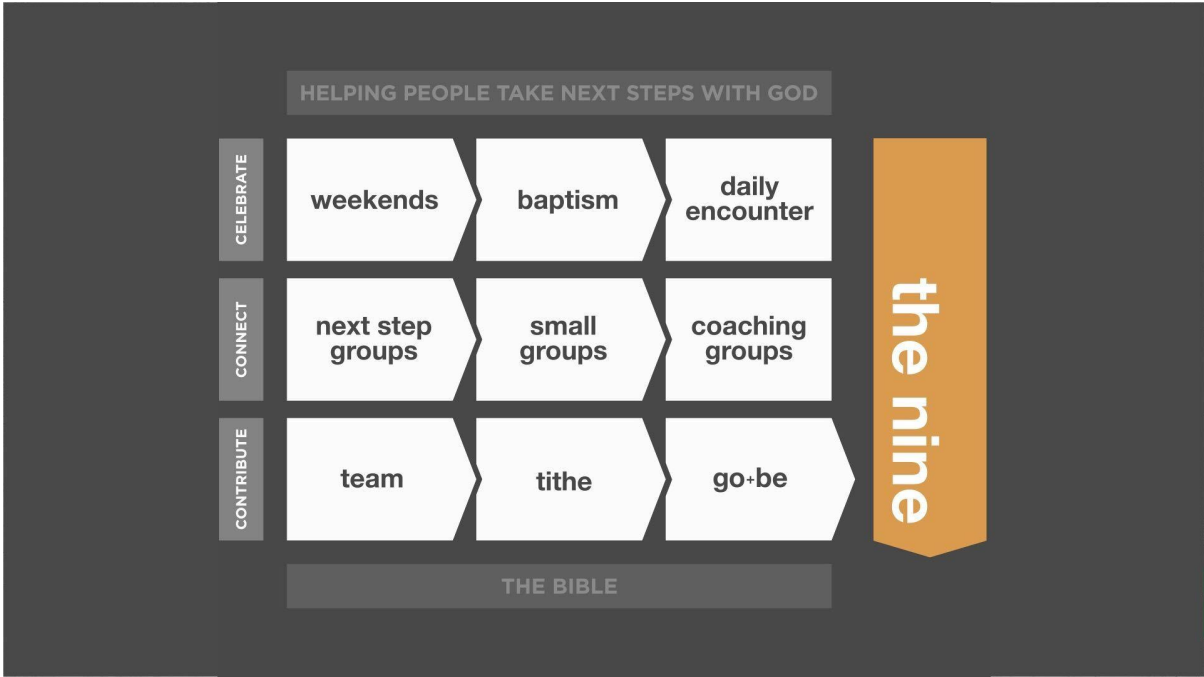 HELPING PEOPLE TAKE NEXT STEPS WITH GOD
CELEBRATE
weekends
baptism
daily
encounter
CONNECT
next step
groups
small
groups
coaching
groups
CONTRIBUTE
team
tithe
go+be
the nine
THE BIBLE